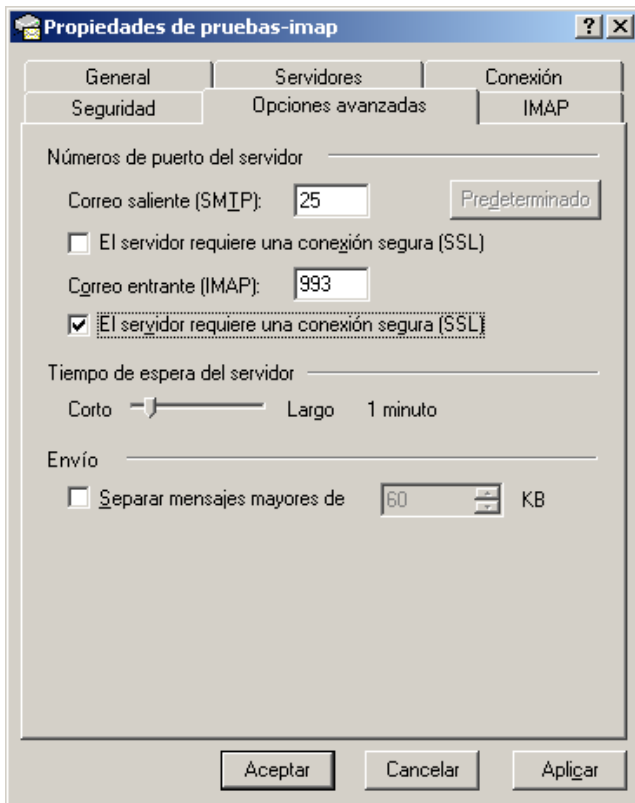 Propiedades de pruebas-imap
General Servidores Conexión
Seguridad Opciones avanzadas IMAP
Números de puerto del servidor
Correo saliente (SMTP): 25 Predeterminado
El servidor requiere una conexión segura (SSL)
Correo entrante (IMAP): 993
El servidor requiere una conexión segura (SSL)
Tiempo de espera del servidor
Corto Largo 1 minuto
Envío
Separar mensajes mayores de 60 KB
Aceptar Cancelar Aplicar